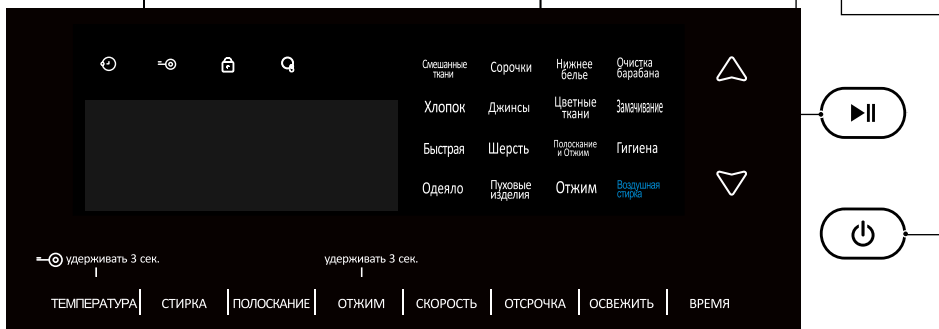 Смешанные ткани Сорочки Нижнее белье Очистка барабана
Хлопок Джинсы Цветные ткани Замачивание
Быстрая Шерсть Полоскание и Отжим Гигиена
Одеяло Пуховые изделия Отжим Воздушная стирка
удерживать 3 сек. удерживать 3 сек.
ТЕМПЕРАТУРА СТИРКА ПОЛОСКАНИЕ ОТЖИМ СКОРОСТЬ ОТСРОЧКА ОСВЕЖИТЬ ВРЕМЯ